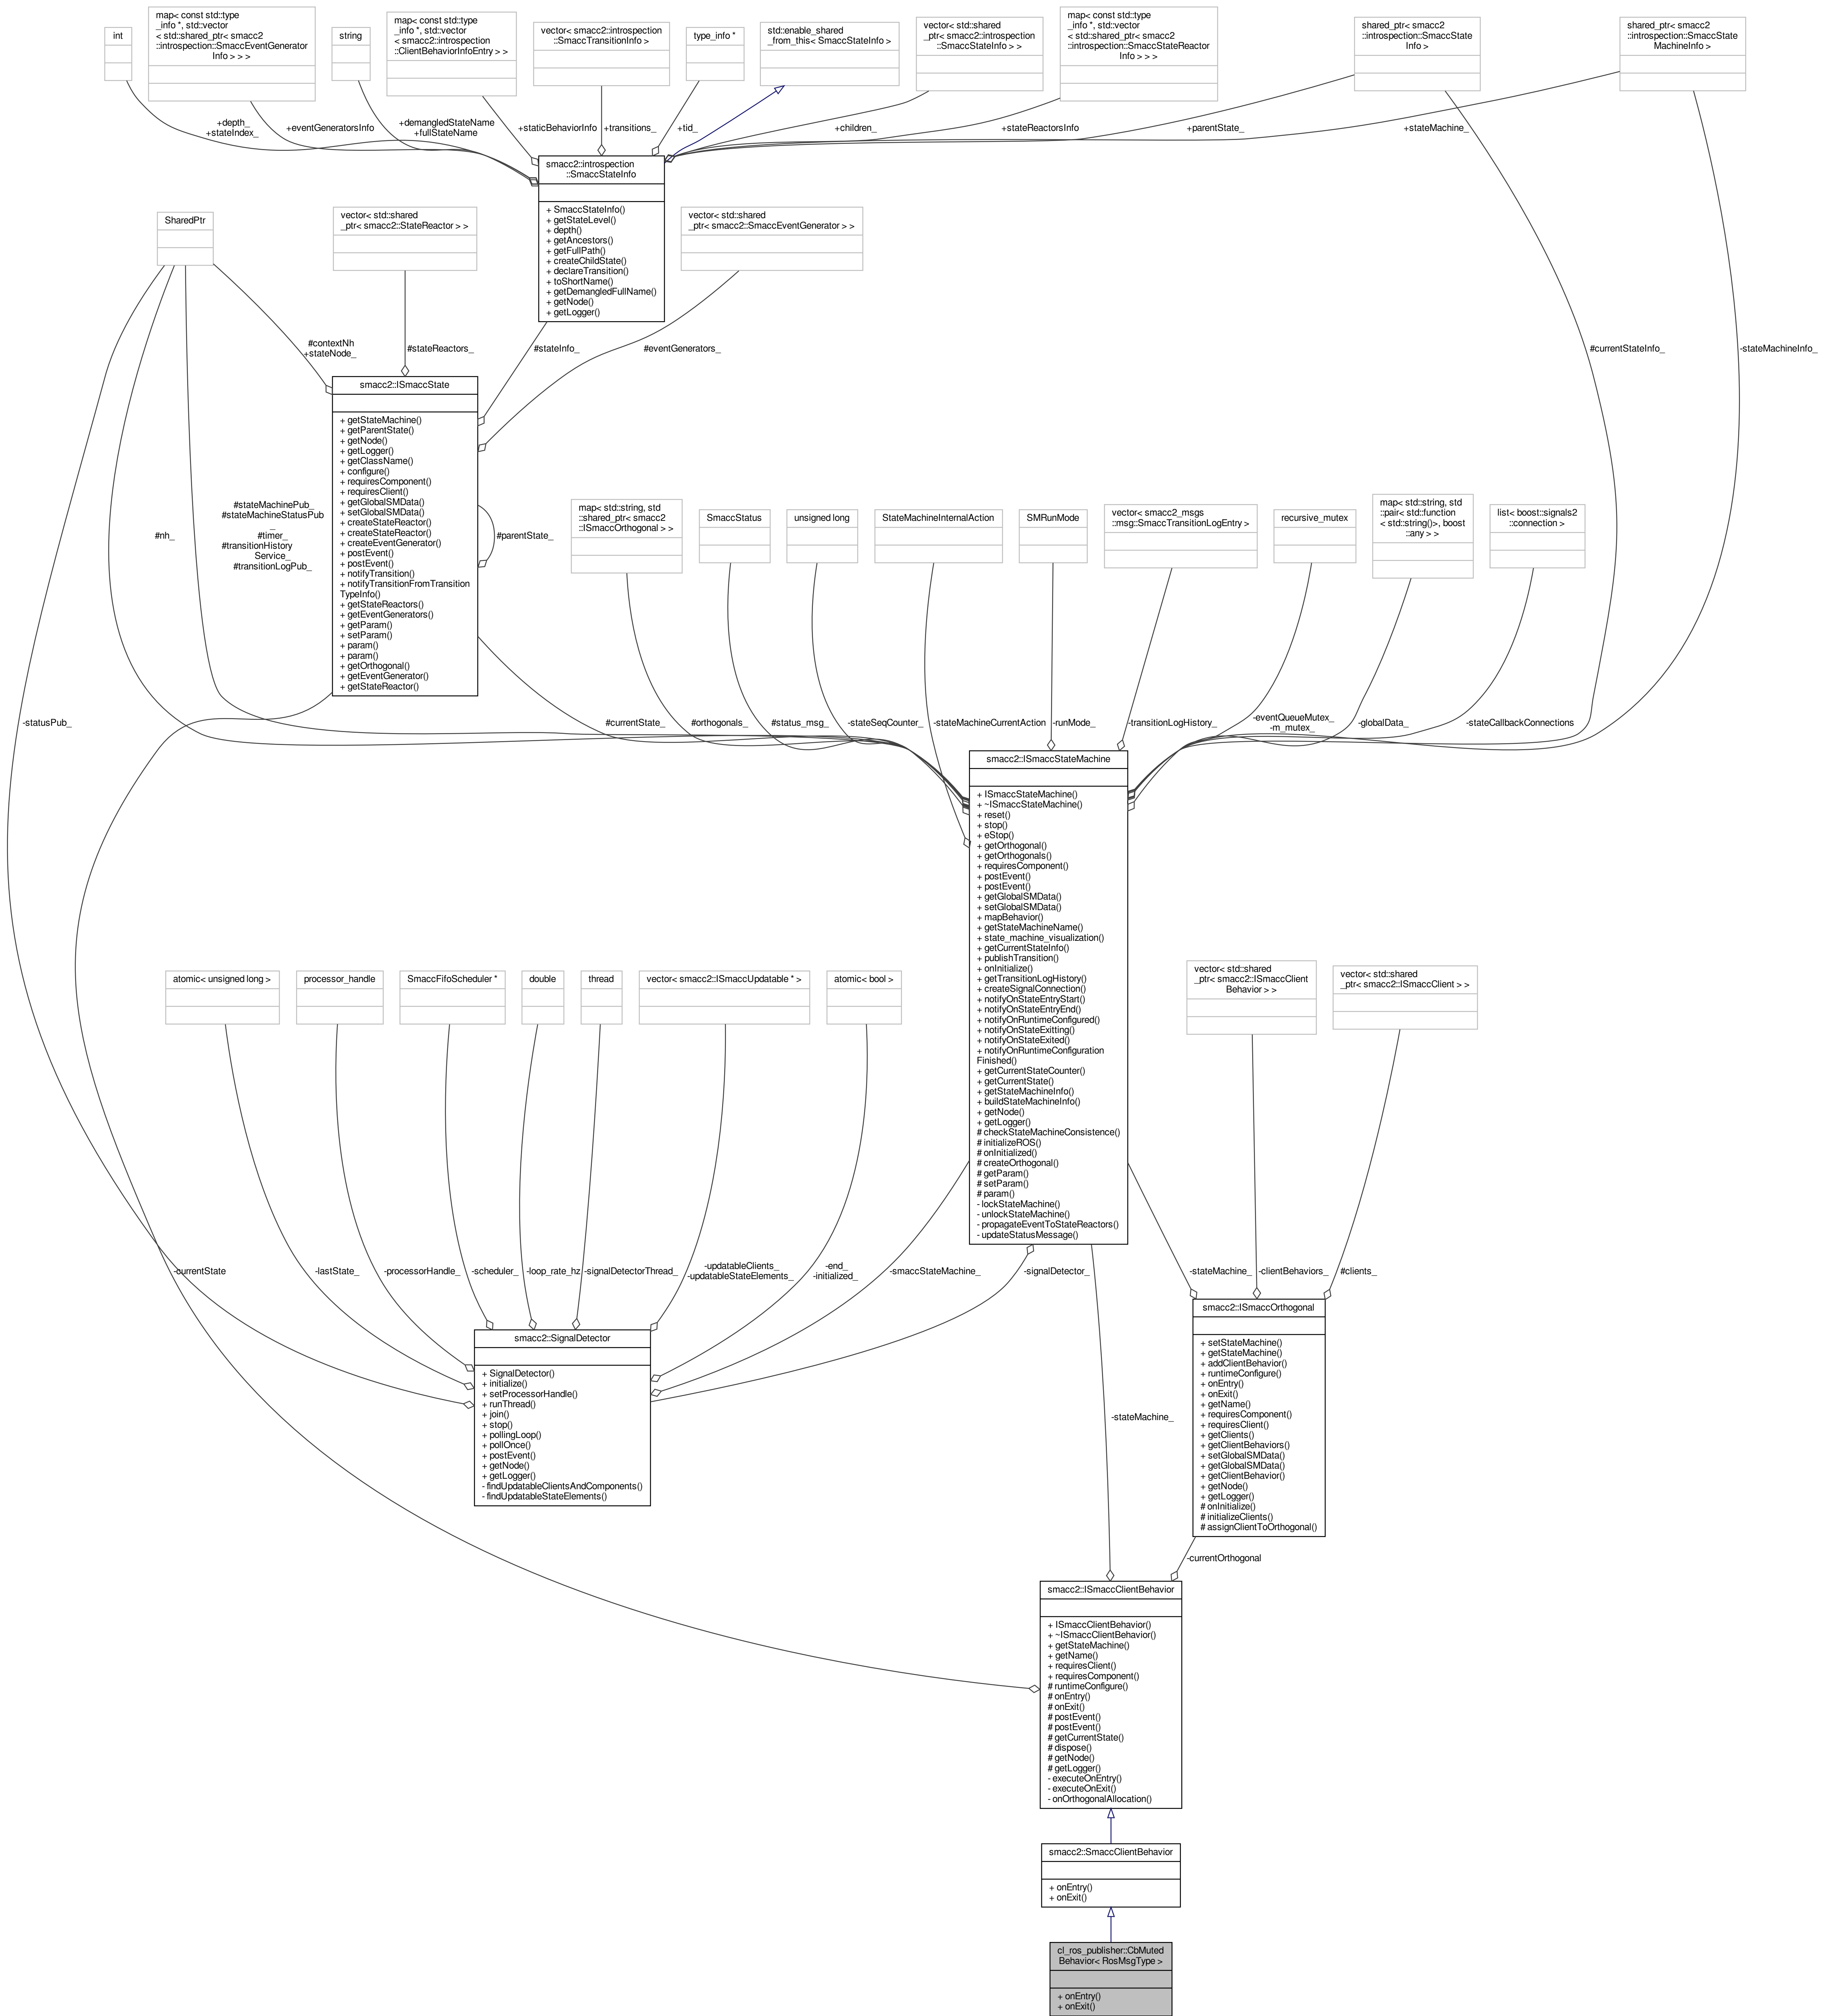 int
map< const std::type
_info *, std::vector
< std::shared_ptr< smacc2
::introspection::SmaccEventGenerator
Info > > >
string
map< const std::type
_info *, std::vector
< smacc2::introspection
::ClientBehaviorInfoEntry > >
vector< smacc2::introspection
::SmaccTransitionInfo >
type_info *
std::enable_shared
_from_this< SmaccStateInfo >
vector< std::shared
_ptr< smacc2::introspection
::SmaccStateInfo > >
map< const std::type
_info *, std::vector
< std::shared_ptr< smacc2
::introspection::SmaccStateReactor
Info > > >
shared_ptr< smacc2
::introspection::SmaccState
Info >
shared_ptr< smacc2
::introspection::SmaccState
MachineInfo >
+depth_
+stateIndex_
+eventGeneratorsInfo
+demangledStateName
+fullStateName
+staticBehaviorInfo
+transitions_
+tid_
+children_
+stateReactorsInfo
+parentState_
+stateMachine_
smacc2::introspection
::SmaccStateInfo
+ SmaccStateInfo()
+ getStateLevel()
+ depth()
+ getAncestors()
+ getFullPath()
+ createChildState()
+ declareTransition()
+ toShortName()
+ getDemangledFullName()
+ getNode()
+ getLogger()
SharedPtr
vector< std::shared
_ptr< smacc2::StateReactor > >
vector< std::shared
_ptr< smacc2::SmaccEventGenerator > >
#contextNh
+stateNode_
#stateReactors_
#stateInfo_
#eventGenerators_
#currentStateInfo_
-stateMachineInfo_
smacc2::ISmaccState
+ getStateMachine()
+ getParentState()
+ getNode()
+ getLogger()
+ getClassName()
+ configure()
+ requiresComponent()
+ requiresClient()
+ getGlobalSMData()
+ setGlobalSMData()
+ createStateReactor()
+ createStateReactor()
+ createEventGenerator()
+ postEvent()
+ postEvent()
+ notifyTransition()
+ notifyTransitionFromTransition
TypeInfo()
+ getStateReactors()
+ getEventGenerators()
+ getParam()
+ setParam()
+ param()
+ param()
+ getOrthogonal()
+ getEventGenerator()
+ getStateReactor()
#parentState_
#nh_
#stateMachinePub_
#stateMachineStatusPub
_
#timer_
#transitionHistory
Service_
#transitionLogPub_
map< std::string, std
::shared_ptr< smacc2
::ISmaccOrthogonal > >
SmaccStatus
unsigned long
StateMachineInternalAction
SMRunMode
vector< smacc2_msgs
::msg::SmaccTransitionLogEntry >
recursive_mutex
map< std::string, std
::pair< std::function
< std::string()>, boost
::any > >
list< boost::signals2
::connection >
-statusPub_
#currentState_
#orthogonals_
#status_msg_
-stateSeqCounter_
-stateMachineCurrentAction
-runMode_
-transitionLogHistory_
-eventQueueMutex_
-m_mutex_
-globalData_
-stateCallbackConnections
smacc2::ISmaccStateMachine
+ ISmaccStateMachine()
+ ~ISmaccStateMachine()
+ reset()
+ stop()
+ eStop()
+ getOrthogonal()
+ getOrthogonals()
+ requiresComponent()
+ postEvent()
+ postEvent()
+ getGlobalSMData()
+ setGlobalSMData()
+ mapBehavior()
+ getStateMachineName()
+ state_machine_visualization()
+ getCurrentStateInfo()
+ publishTransition()
+ onInitialize()
+ getTransitionLogHistory()
+ createSignalConnection()
+ notifyOnStateEntryStart()
+ notifyOnStateEntryEnd()
+ notifyOnRuntimeConfigured()
+ notifyOnStateExitting()
+ notifyOnStateExited()
+ notifyOnRuntimeConfiguration
Finished()
+ getCurrentStateCounter()
+ getCurrentState()
+ getStateMachineInfo()
+ buildStateMachineInfo()
+ getNode()
+ getLogger()
# checkStateMachineConsistence()
# initializeROS()
# onInitialized()
# createOrthogonal()
# getParam()
# setParam()
# param()
- lockStateMachine()
- unlockStateMachine()
- propagateEventToStateReactors()
- updateStatusMessage()
atomic< unsigned long >
processor_handle
SmaccFifoScheduler *
double
thread
vector< smacc2::ISmaccUpdatable * >
atomic< bool >
vector< std::shared
_ptr< smacc2::ISmaccClient
Behavior > >
vector< std::shared
_ptr< smacc2::ISmaccClient > >
-currentState
-lastState_
-processorHandle_
-scheduler_
-loop_rate_hz
-signalDetectorThread_
-updatableClients_
-updatableStateElements_
-end_
-initialized_
-smaccStateMachine_
-signalDetector_
-stateMachine_
-clientBehaviors_
#clients_
smacc2::SignalDetector
+ SignalDetector()
+ initialize()
+ setProcessorHandle()
+ runThread()
+ join()
+ stop()
+ pollingLoop()
+ pollOnce()
+ postEvent()
+ getNode()
+ getLogger()
- findUpdatableClientsAndComponents()
- findUpdatableStateElements()
smacc2::ISmaccOrthogonal
+ setStateMachine()
+ getStateMachine()
+ addClientBehavior()
+ runtimeConfigure()
+ onEntry()
+ onExit()
+ getName()
+ requiresComponent()
+ requiresClient()
+ getClients()
+ getClientBehaviors()
+ setGlobalSMData()
+ getGlobalSMData()
+ getClientBehavior()
+ getNode()
+ getLogger()
# onInitialize()
# initializeClients()
# assignClientToOrthogonal()
-stateMachine_
-currentOrthogonal
smacc2::ISmaccClientBehavior
+ ISmaccClientBehavior()
+ ~ISmaccClientBehavior()
+ getStateMachine()
+ getName()
+ requiresClient()
+ requiresComponent()
# runtimeConfigure()
# onEntry()
# onExit()
# postEvent()
# postEvent()
# getCurrentState()
# dispose()
# getNode()
# getLogger()
- executeOnEntry()
- executeOnExit()
- onOrthogonalAllocation()
smacc2::SmaccClientBehavior
+ onEntry()
+ onExit()
cl_ros_publisher::CbMuted
Behavior< RosMsgType >
+ onEntry()
+ onExit()